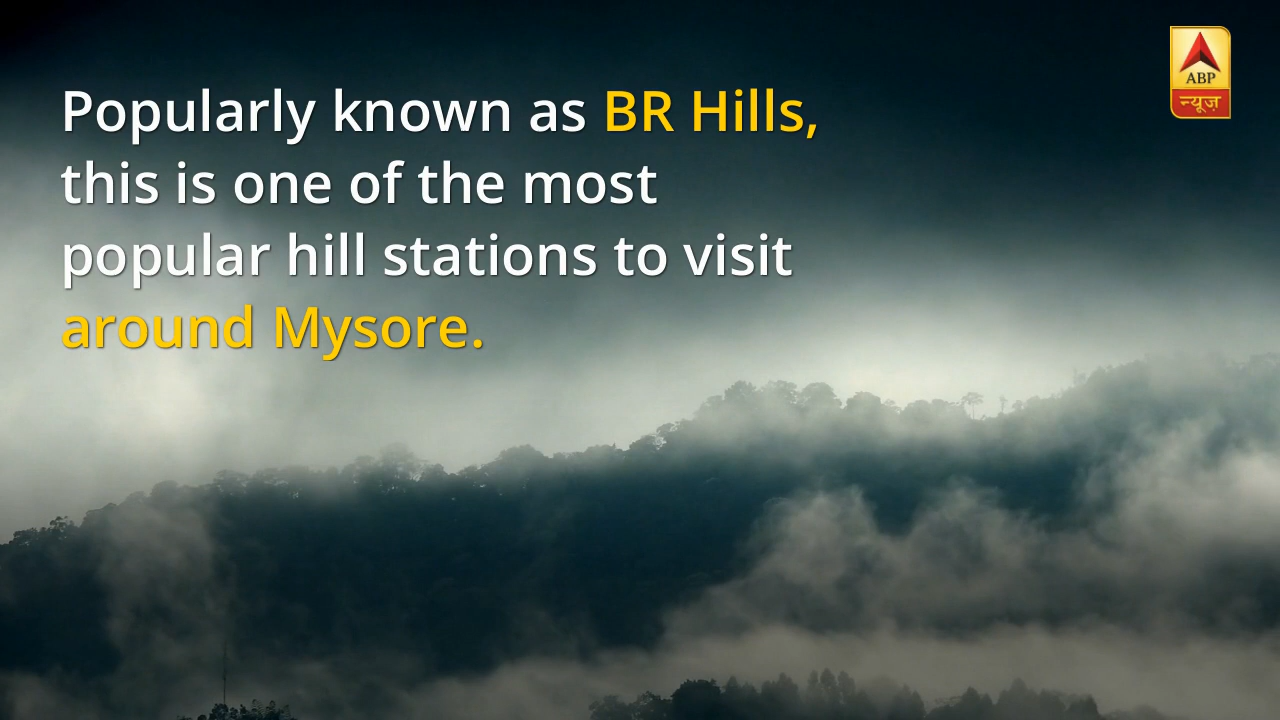 Popularly known as BR Hills,
this is one of the most
popular hill stations to visit
around Mysore.
ABP
न्यूज़